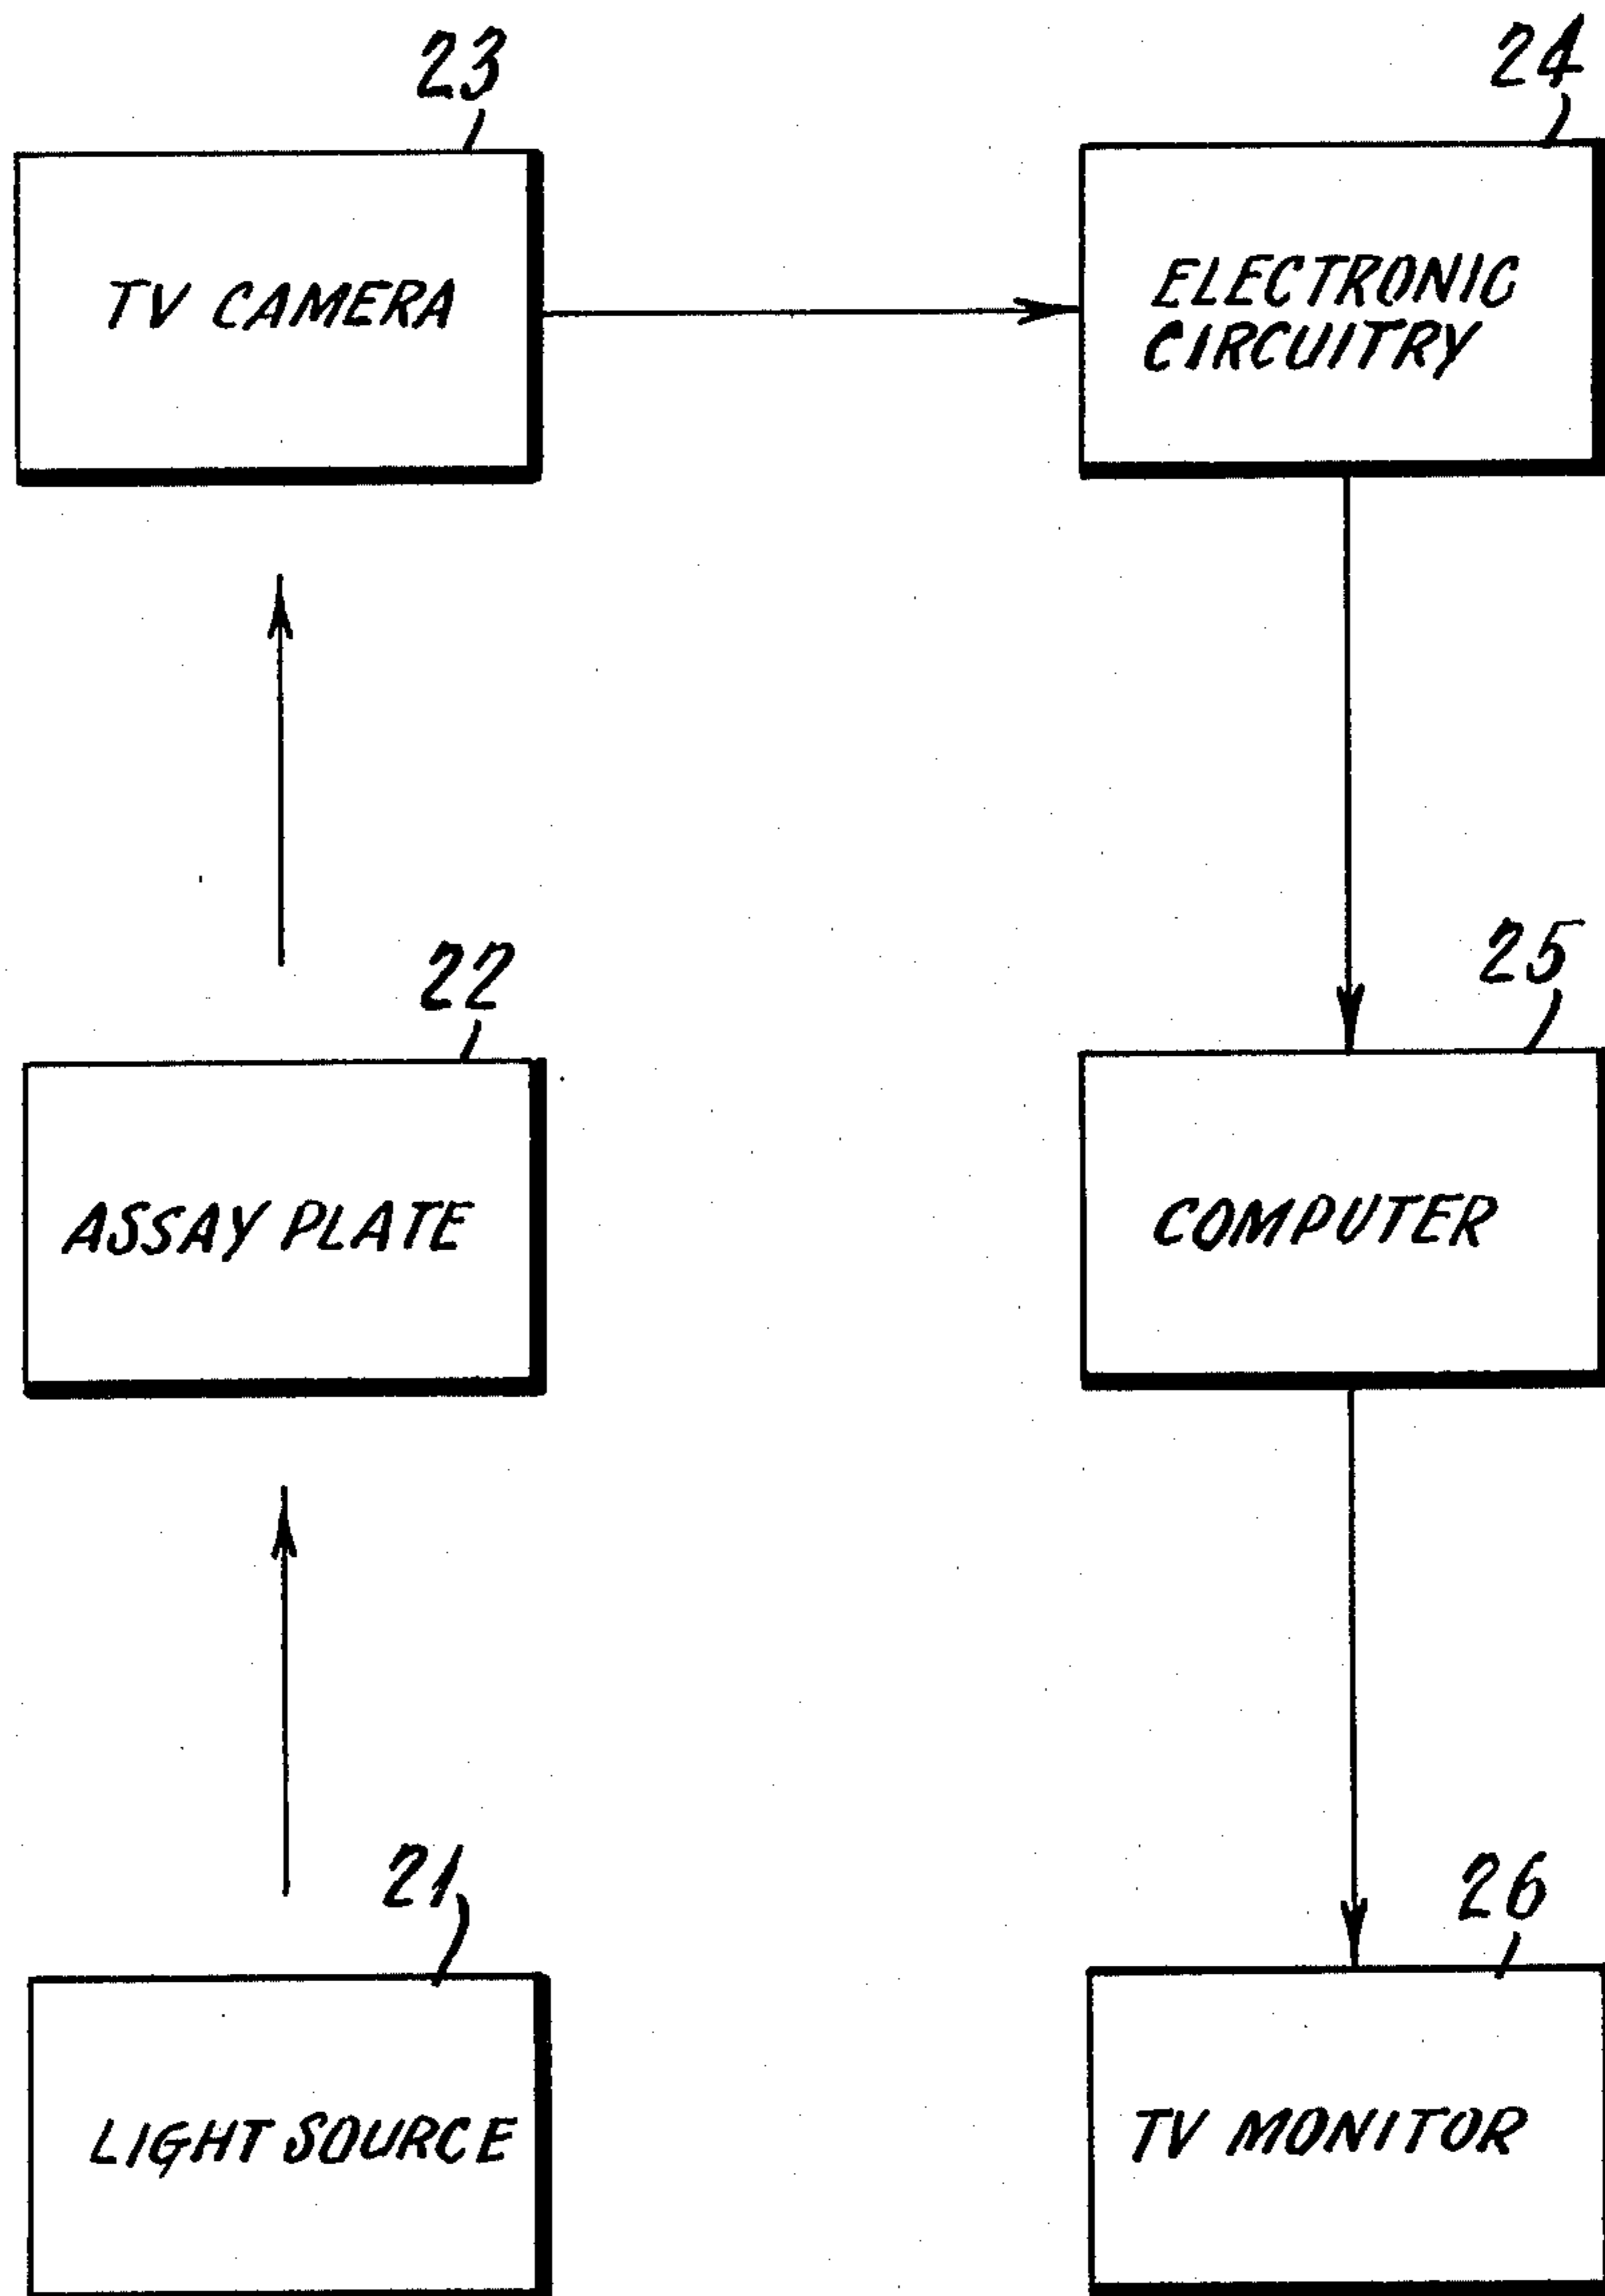 23
24
TV CAMERA
ELECTRONIC
CIRCUITRY
22
25
ASSAY PLATE
COMPUTER
21
26
LIGHT SOURCE
TV MONITOR